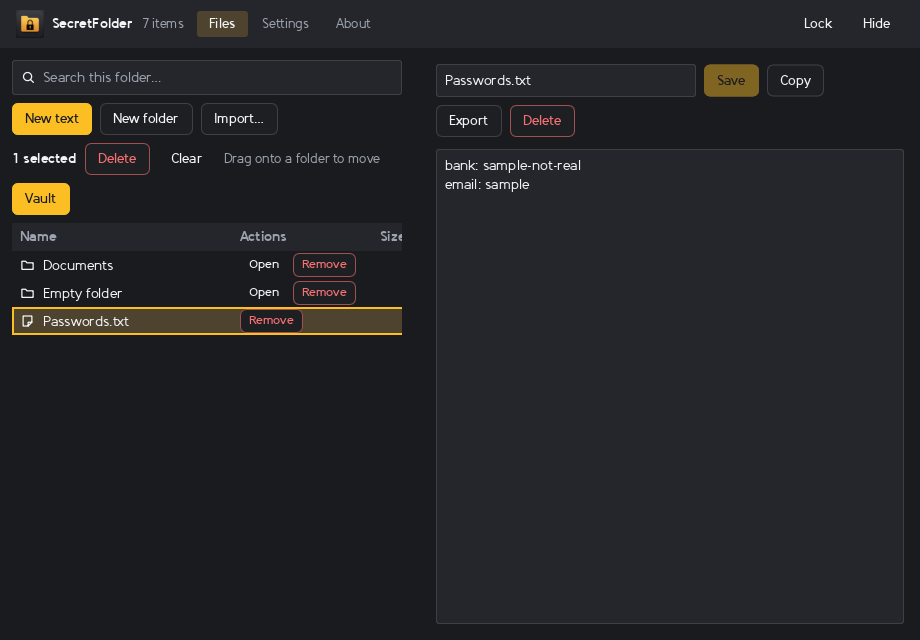 SecretFolder 7 items Files Settings About Lock Hide
Search this folder...
New text New folder Import...
1 selected Delete Clear Drag onto a folder to move
Vault
Name Actions Size
Documents Open Remove
Empty folder Open Remove
Passwords.txt Remove
Passwords.txt Save Copy
Export Delete
bank: sample-not-real
email: sample